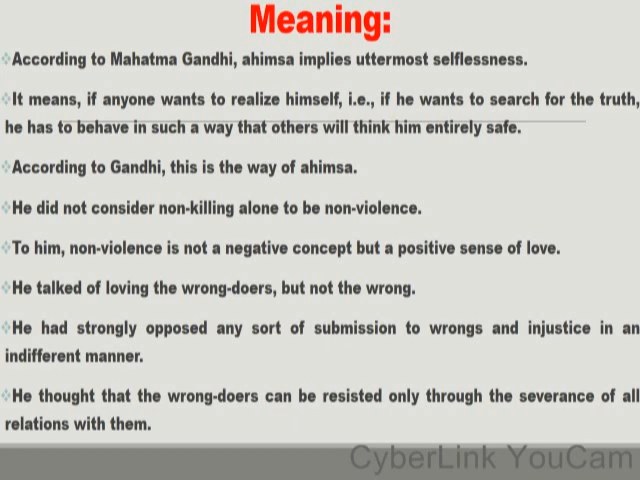 Meaning:
According to Mahatma Gandhi, ahimsa implies uttermost selflessness.
It means, if anyone wants to realize himself, i.e., if he wants to search for the truth,
he has to behave in such a way that others will think him entirely safe.
According to Gandhi, this is the way of ahimsa.
He did not consider non-killing alone to be non-violence.
To him, non-violence is not a negative concept but a positive sense of love.
He talked of loving the wrong-doers, but not the wrong.
He had strongly opposed any sort of submission to wrongs and injustice in an
indifferent manner.
He thought that the wrong-doers can be resisted only through the severance of all
relations with them.
CyberLink YouCam